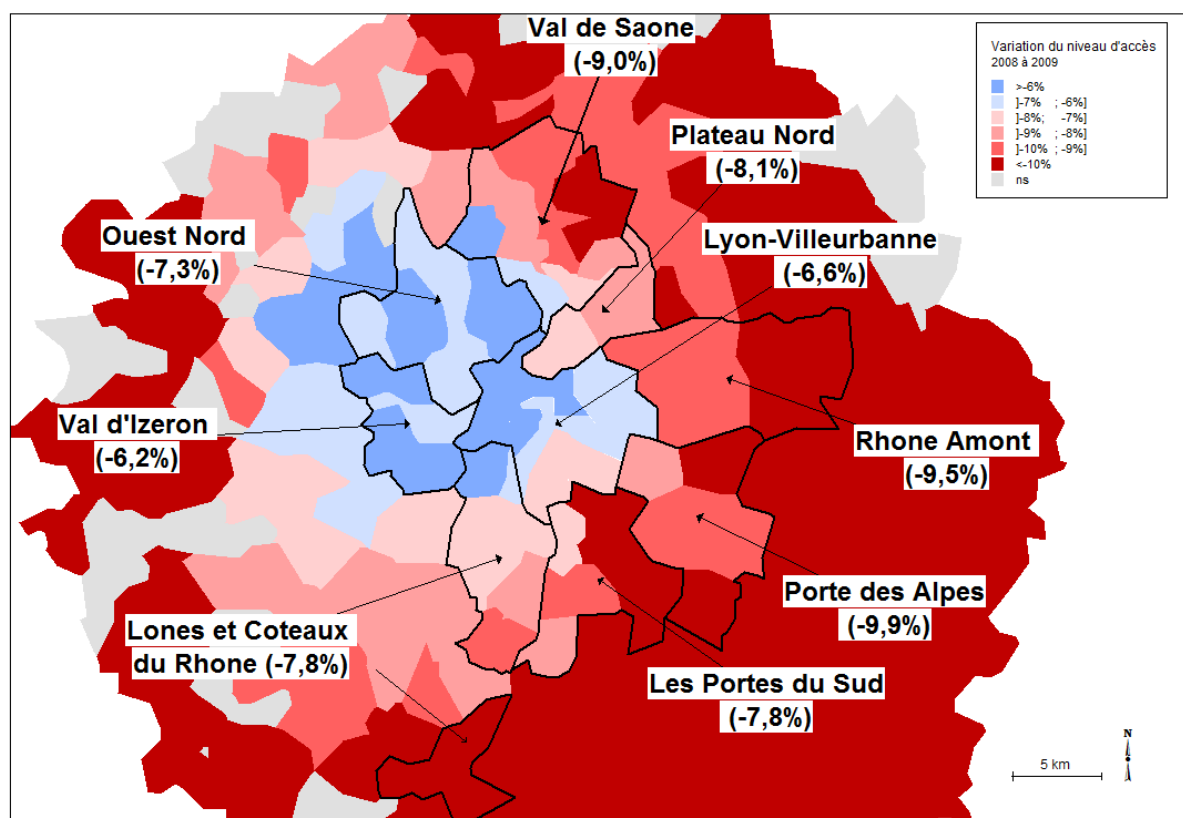 Val de Saone
(-9,0%)
Variation du niveau d'accès
2008 à 2009
>-6%
]-7% ; -6%]
]-8%; -7%]
]-9% ; -8%]
]-10% ; -9%]
<-10%
ns
Plateau Nord
(-8,1%)
Ouest Nord
(-7,3%)
Lyon-Villeurbanne
(-6,6%)
Val d'Izeron
(-6,2%)
Rhone Amont
(-9,5%)
Porte des Alpes
(-9,9%)
Lones et Coteaux
du Rhone (-7,8%)
Les Portes du Sud
(-7,8%)
N
5 km